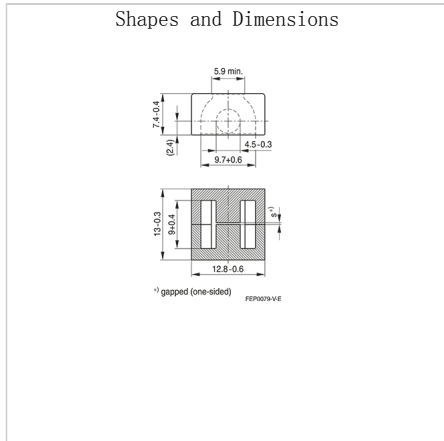 Shapes and Dimensions
5.9 min.
7.4-0.4
(2.4)
4.5-0.3
9.7+0.6
13-0.3
9+0.4
s*)
12.8-0.6
*) gapped (one-sided)
FEP0079-V-E